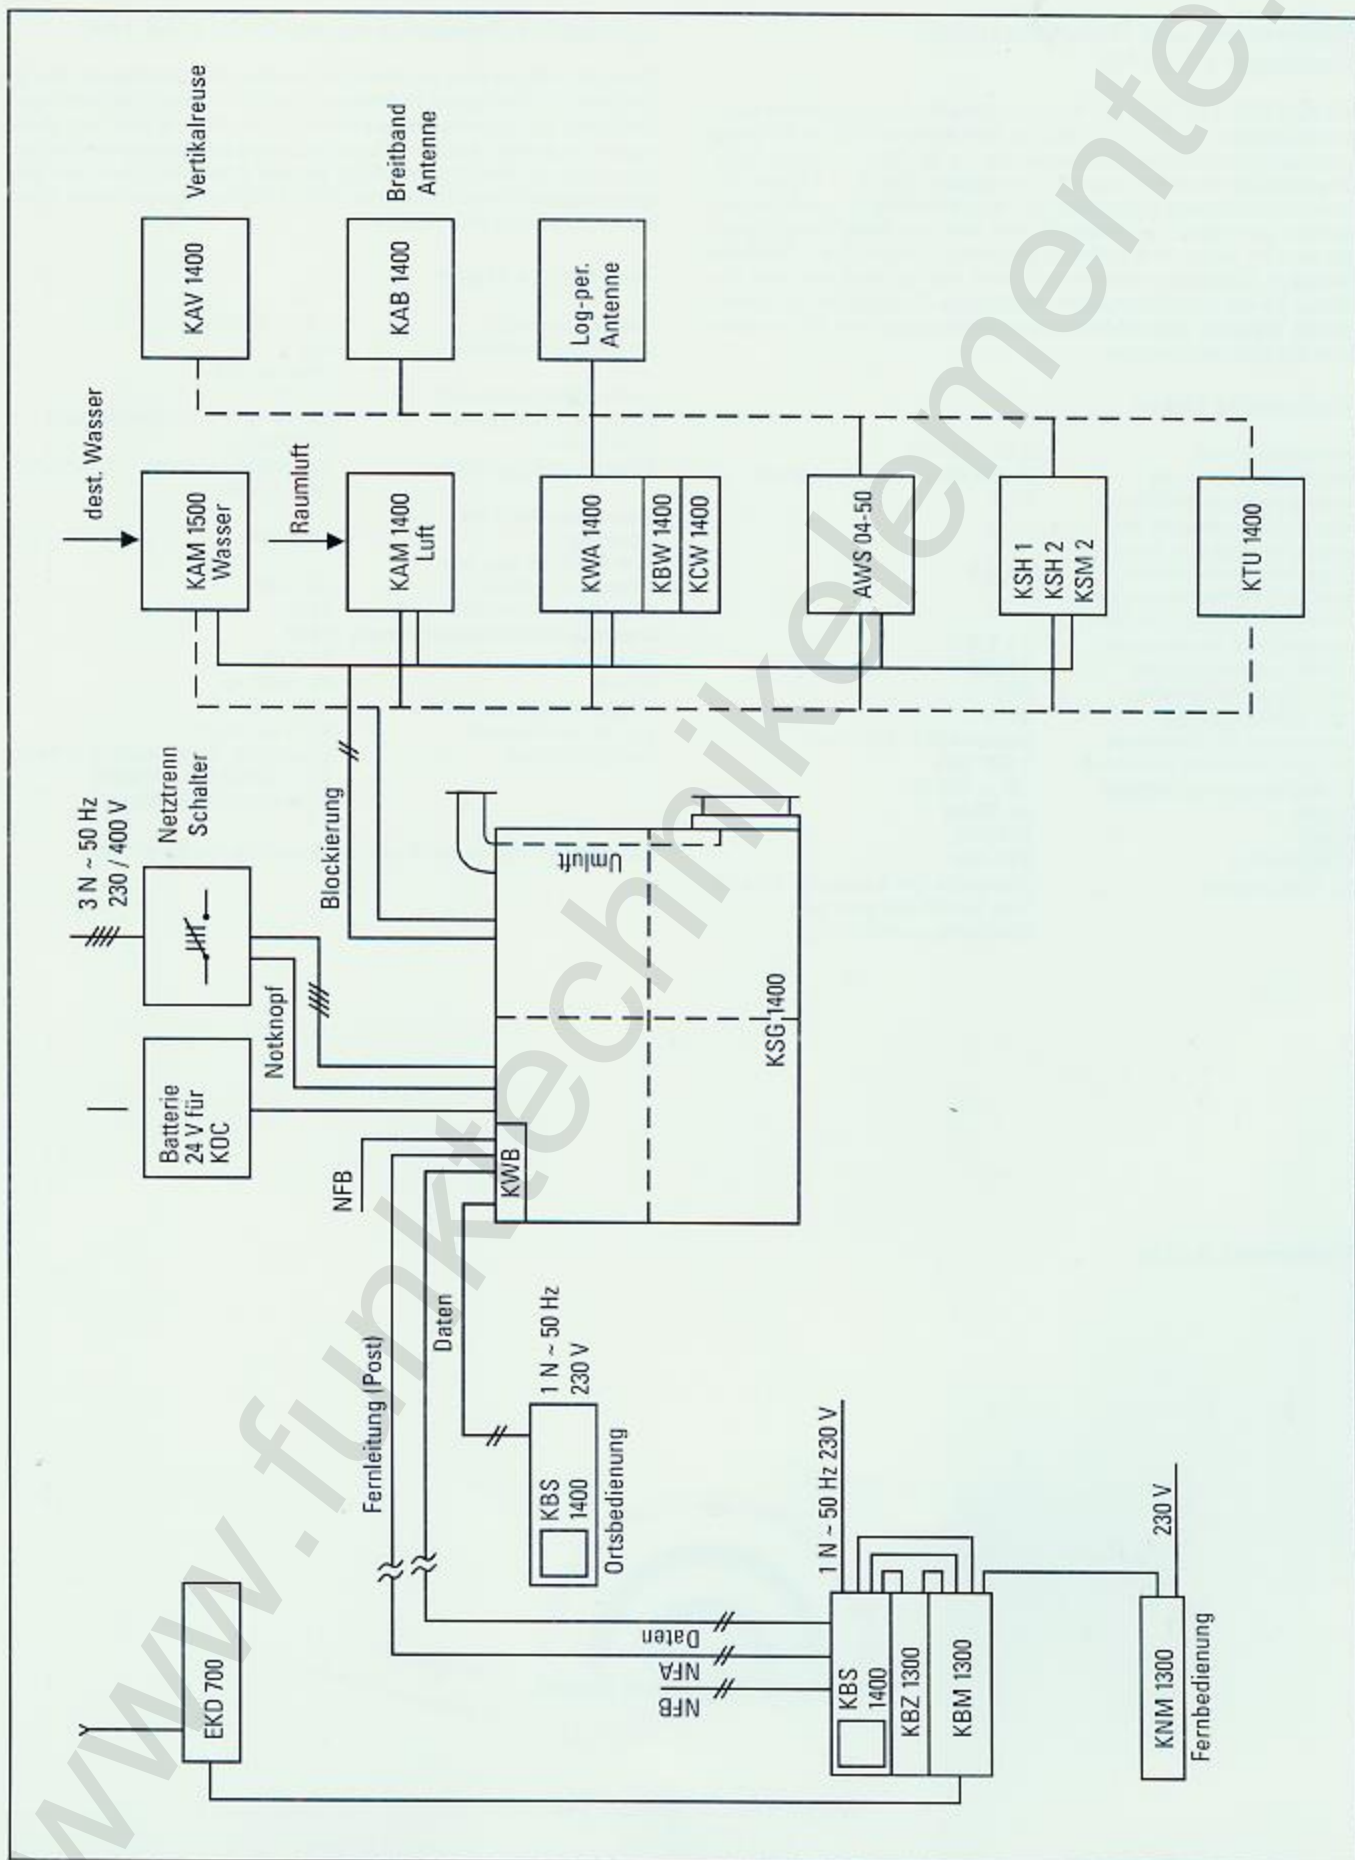 dest. Wasser
KAM 1500
Wasser
KAV 1400
Vertikalreuse
Raumluft
KAM 1400
Luft
KAB 1400
Breitband
Antenne
KWA 1400
KBW 1400
KCW 1400
Log-per.
Antenne
AWS 04-50
KSH 1
KSH 2
KSM 2
KTU 1400
3 N ~ 50 Hz
230 / 400 V
Netztrenn
Schalter
Batterie
24 V für
KOC
Notknopf
Blockierung
NFB
KWB
Umluft
KSG 1400
Fernleitung (Post)
Daten
KBS
1400
1 N ~ 50 Hz
230 V
Ortsbedienung
EKD 700
NFB
NFA
Daten
KBS
1400
KBZ 1300
KBM 1300
1 N ~ 50 Hz 230 V
KNM 1300
230 V
Fernbedienung
www.funktechnikelemente.